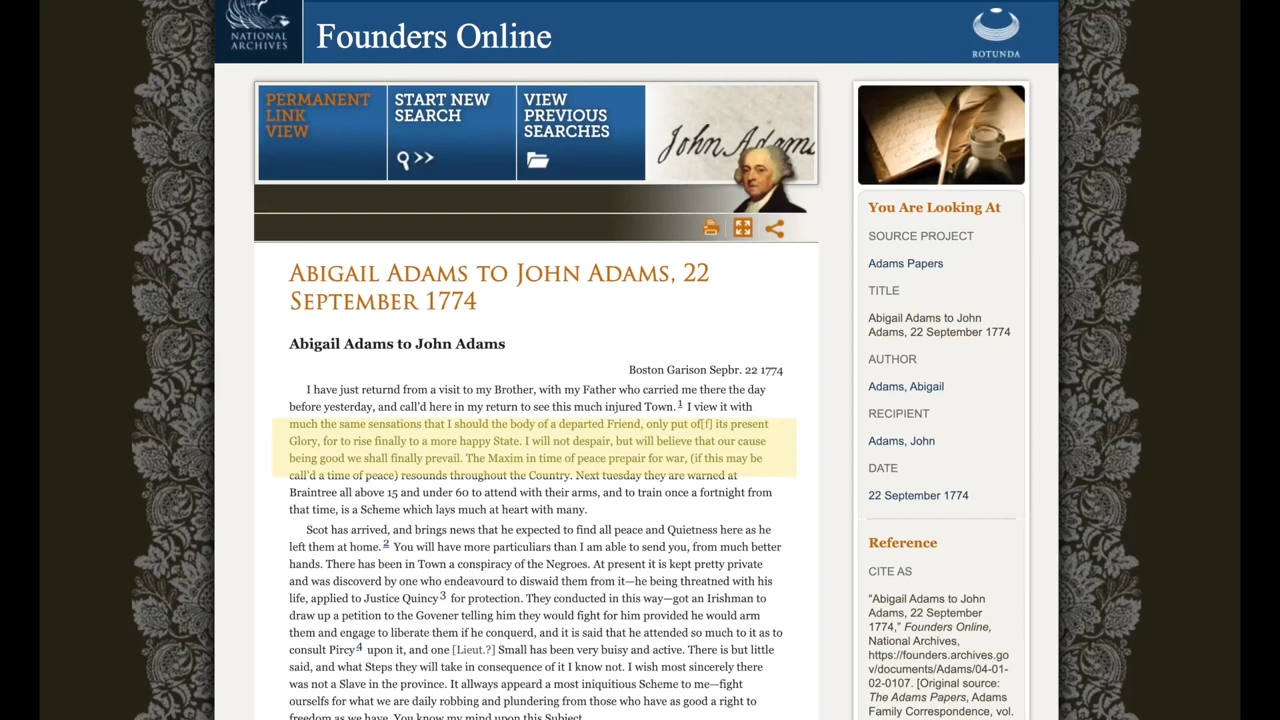 NATIONAL
ARCHIVES
Founders Online
ROTUNDA
PERMANENT
LINK
VIEW
START NEW
SEARCH
VIEW
PREVIOUS
SEARCHES
John Adams
ABIGAIL ADAMS TO JOHN ADAMS, 22
SEPTEMBER 1774
Abigail Adams to John Adams
Boston Garison Sepbr. 22 1774
I have just returnd from a visit to my Brother, with my Father who carried me there the day
before yesterday, and call’d here in my return to see this much injured Town. 1 I view it with
much the same sensations that I should the body of a departed Friend, only put of[f] its present
Glory, for to rise finally to a more happy State. I will not despair, but will believe that our cause
being good we shall finally prevail. The Maxim in time of peace prepair for war, (if this may be
call’d a time of peace) resounds throughout the Country. Next tuesday they are warned at
Braintree all above 15 and under 60 to attend with their arms, and to train once a fortnight from
that time, is a Scheme which lays much at heart with many.
Scot has arrived, and brings news that he expected to find all peace and Quietness here as he
left them at home. 2 You will have more particuliars than I am able to send you, from much better
hands. There has been in Town a conspiracy of the Negroes. At present it is kept pretty private
and was discoverd by one who endeavourd to diswaid them from it—he being threatned with his
life, applied to Justice Quincy 3 for protection. They conducted in this way—got an Irishman to
draw up a petition to the Govener telling him they would fight for him provided he would arm
them and engage to liberate them if he conquerd, and it is said that he attended so much to it as to
consult Pircy 4 upon it, and one [Lieut.?] Small has been very buisy and active. There is but little
said, and what Steps they will take in consequence of it I know not. I wish most sincerely there
was not a Slave in the province. It allways appeard a most iniquitious Scheme to me—fight
ourselfs for what we are daily robbing and plundering from those who have as good a right to
freedom as we have. You know my mind upon this Subject.
You Are Looking At
SOURCE PROJECT
Adams Papers
TITLE
Abigail Adams to John
Adams, 22 September 1774
AUTHOR
Adams, Abigail
RECIPIENT
Adams, John
DATE
22 September 1774
Reference
CITE AS
“Abigail Adams to John
Adams, 22 September
1774,” Founders Online,
National Archives,
https://founders.archives.go
v/documents/Adams/04-01-
02-0107. [Original source:
The Adams Papers, Adams
Family Correspondence, vol.